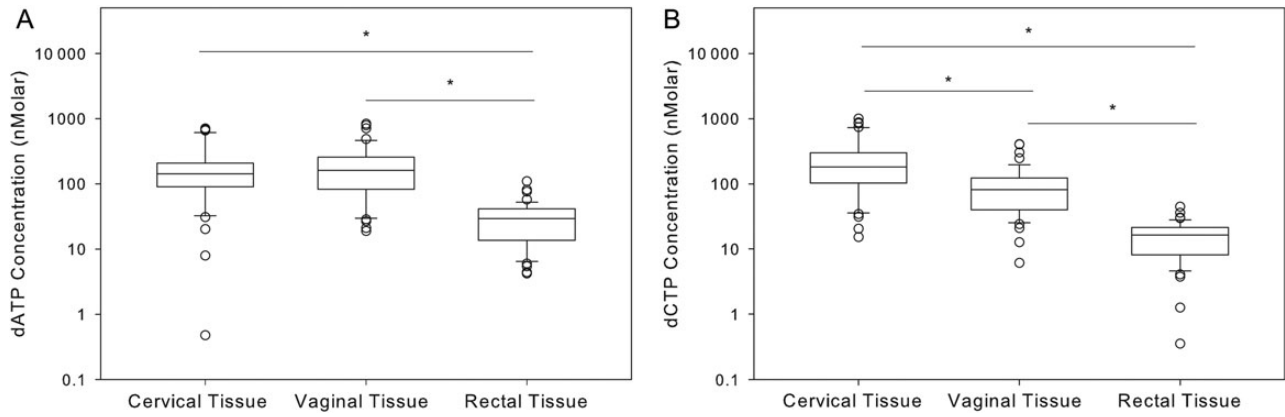 A
dATP Concentration (nMolar)
10 000
1000
100
10
1
0.1
*
*
Cervical Tissue
Vaginal Tissue
Rectal Tissue
B
dCTP Concentration (nMolar)
10 000
1000
100
10
1
0.1
*
*
*
Cervical Tissue
Vaginal Tissue
Rectal Tissue